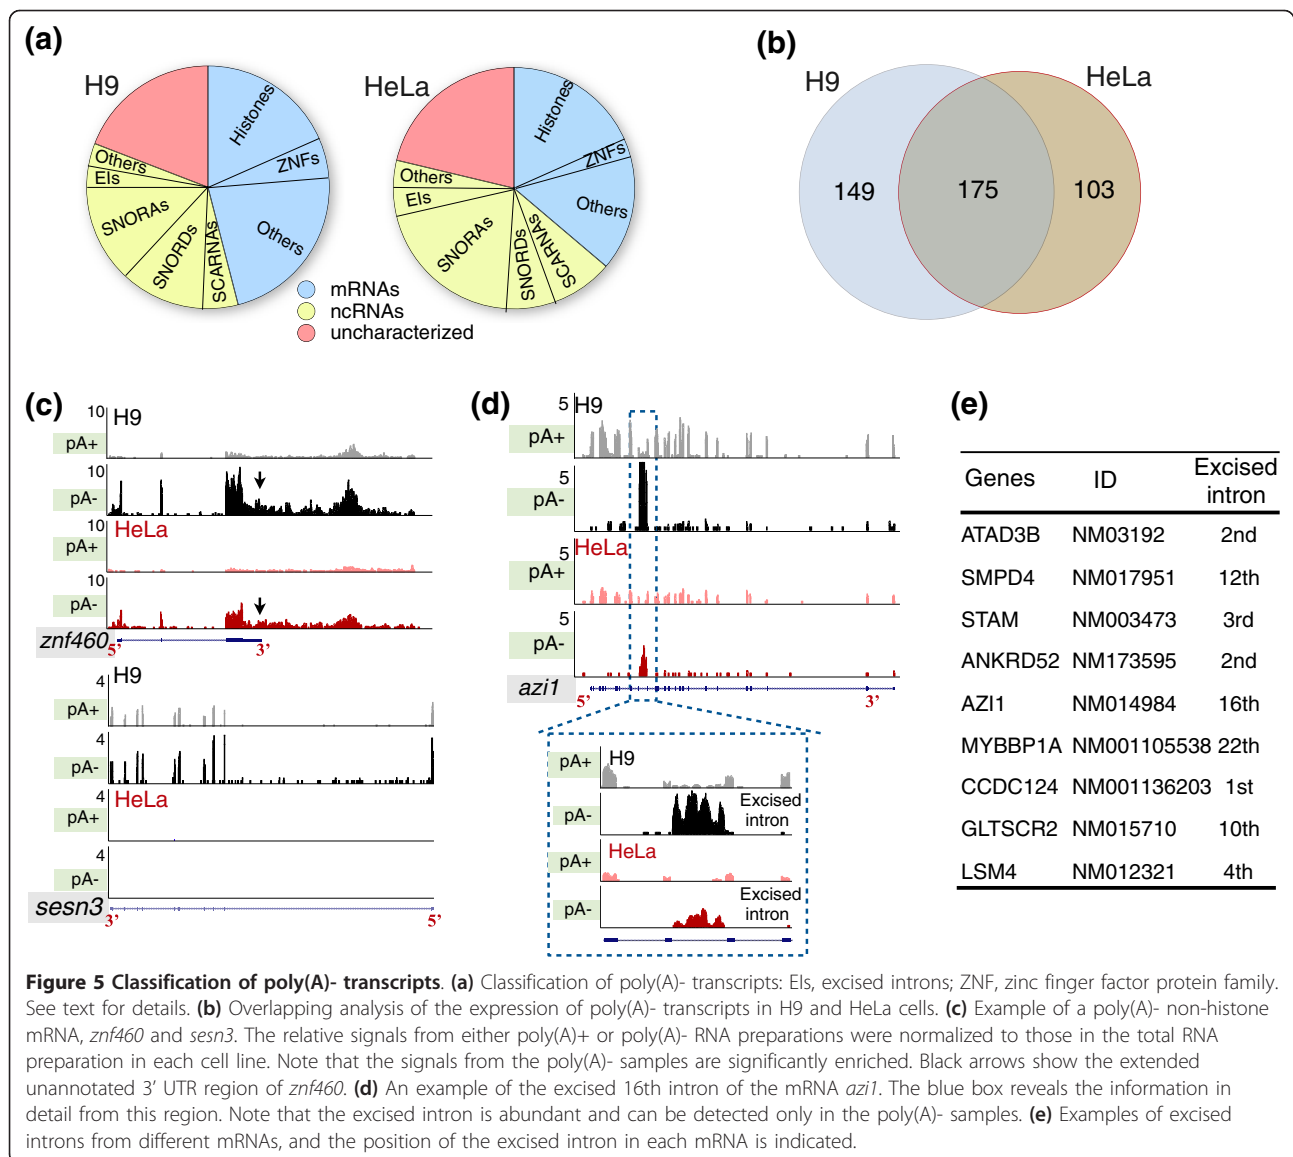 (a)
H9
Histones
ZNFs
Others
SCARNAs
SNORDs
SNORAs
EIs
Others
HeLa
Histones
ZNFs
Others
SCARNAs
SNORDs
SNORAs
EIs
Others
mRNAs
ncRNAs
uncharacterized
(b)
H9
HeLa
149
175
103
(c)
10
H9
pA+
10
pA-
10
HeLa
pA+
10
pA-
znf460
5’
3’
H9
4
pA+
4
pA-
4
HeLa
pA+
4
pA-
sesn3
3’
5’
(d)
5
H9
pA+
5
pA-
HeLa
5
pA+
5
pA-
azi1
5’
3’
pA+
H9
pA-
Excised
intron
pA+
HeLa
pA-
Excised
intron
(e)
Genes ID Excised intron
ATAD3B NM03192 2nd
SMPD4 NM017951 12th
STAM NM003473 3rd
ANKRD52 NM173595 2nd
AZI1 NM014984 16th
MYBBP1A NM001105538 22th
CCDC124 NM001136203 1st
GLTSCR2 NM015710 10th
LSM4 NM012321 4th
Figure 5 Classification of poly(A)- transcripts. (a) Classification of poly(A)- transcripts: EIs, excised introns; ZNF, zinc finger factor protein family.
See text for details. (b) Overlapping analysis of the expression of poly(A)- transcripts in H9 and HeLa cells. (c) Example of a poly(A)- non-histone
mRNA, znf460 and sesn3. The relative signals from either poly(A)+ or poly(A)- RNA preparations were normalized to those in the total RNA
preparation in each cell line. Note that the signals from the poly(A)- samples are significantly enriched. Black arrows show the extended
unannotated 3’ UTR region of znf460. (d) An example of the excised 16th intron of the mRNA azi1. The blue box reveals the information in
detail from this region. Note that the excised intron is abundant and can be detected only in the poly(A)- samples. (e) Examples of excised
introns from different mRNAs, and the position of the excised intron in each mRNA is indicated.